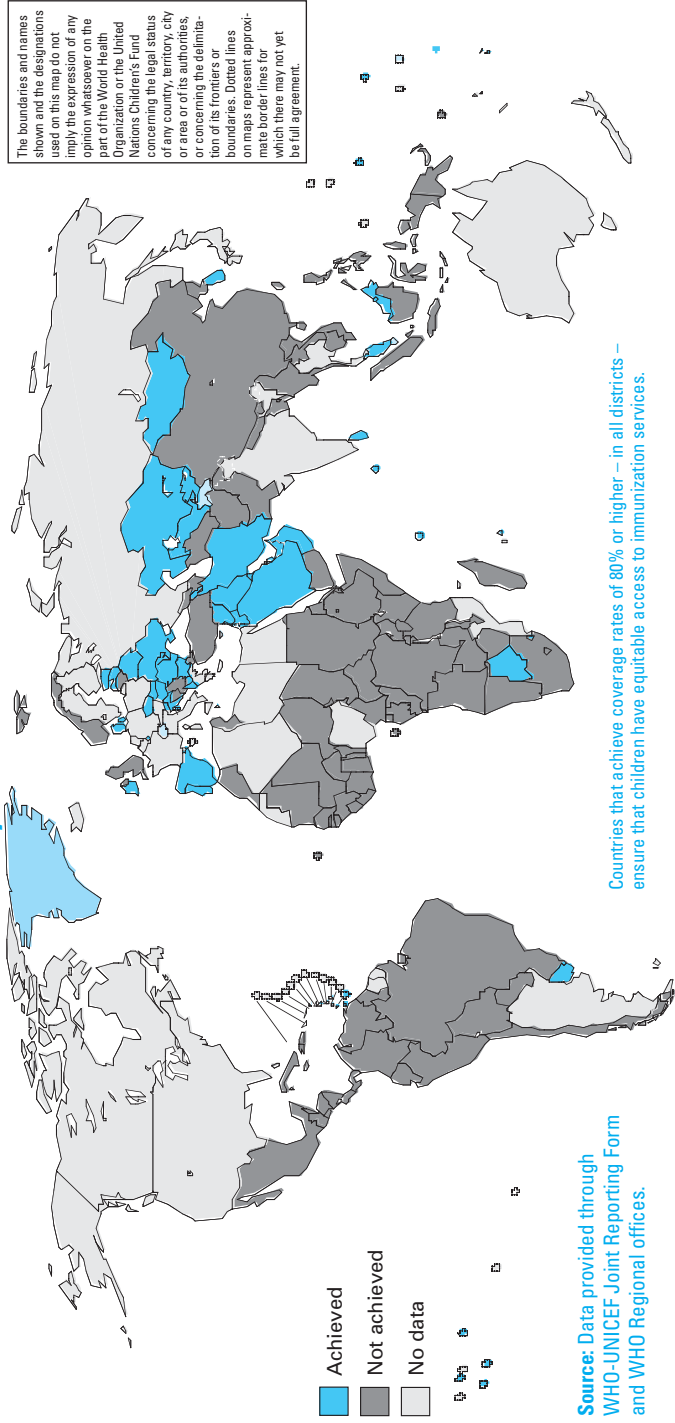 The boundaries and names
shown and the designations
used on this map do not
imply the expression of any
opinion whatsoever on the
part of the World Health
Organization or the United
Nations Children's Fund
concerning the legal status
of any country, territory, city
or area or of its authorities,
or concerning the delimita-
tion of its frontiers or
boundaries. Dotted lines
on maps represent approxi-
mate border lines for
which there may not yet
be full agreement.
Achieved
Not achieved
No data
Countries that achieve coverage rates of 80% or higher – in all districts –
ensure that children have equitable access to immunization services.
Source: Data provided through
WHO-UNICEF Joint Reporting Form
and WHO Regional offices.